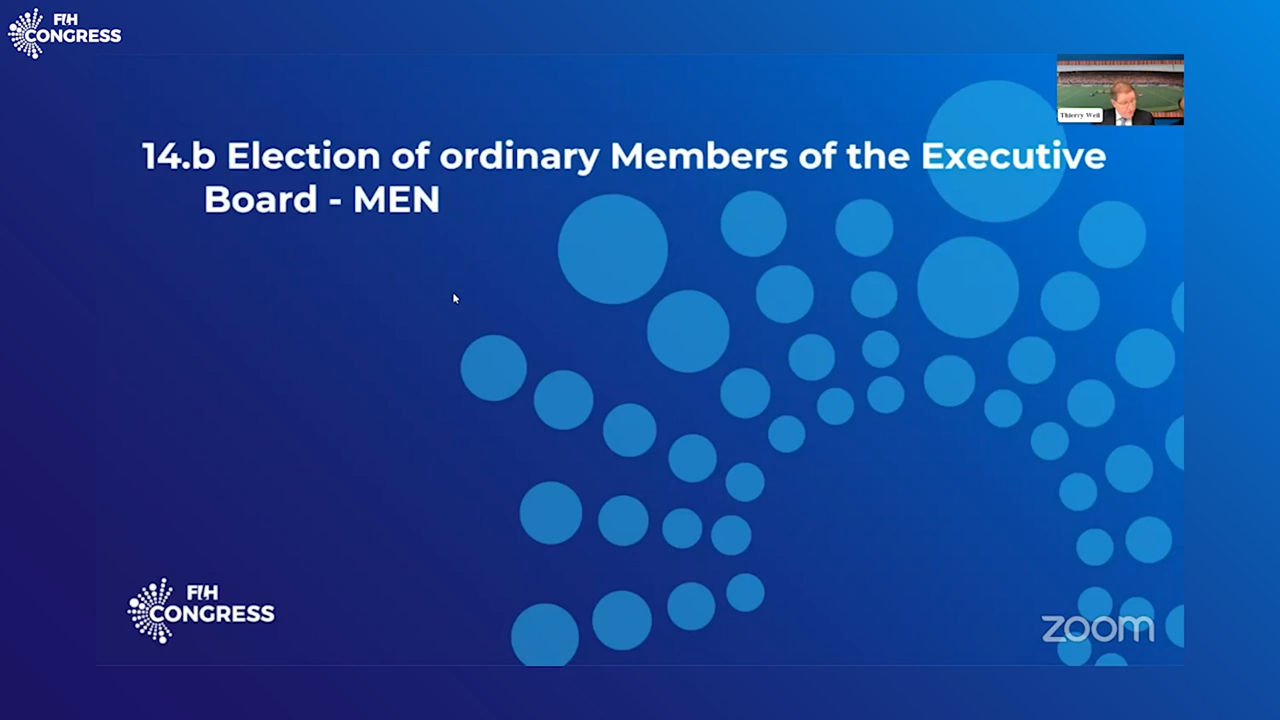 FIH
CONGRESS
Thierry Weil
14.b Election of ordinary Members of the Executive
Board - MEN
FIH
CONGRESS
zoom